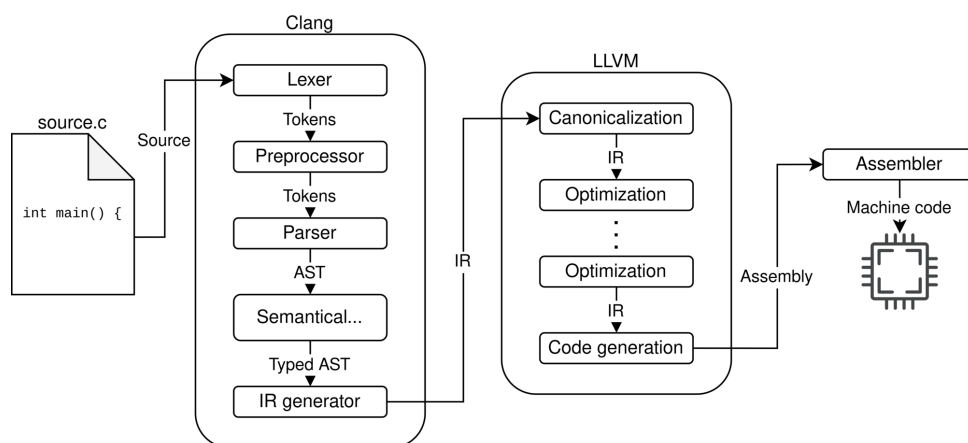 source.c
int main() {
Source
Clang
Lexer
Tokens
Preprocessor
Tokens
Parser
AST
Semantical...
Typed AST
IR generator
IR
LLVM
Canonicalization
IR
Optimization
Optimization
IR
Code generation
Assembly
Assembler
Machine code